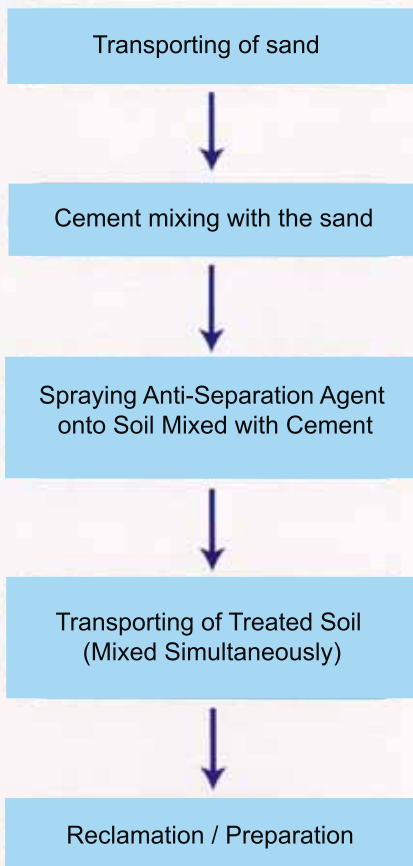 Transporting of sand
Cement mixing with the sand
Spraying Anti-Separation Agent
onto Soil Mixed with Cement
Transporting of Treated Soil
(Mixed Simultaneously)
Reclamation / Preparation